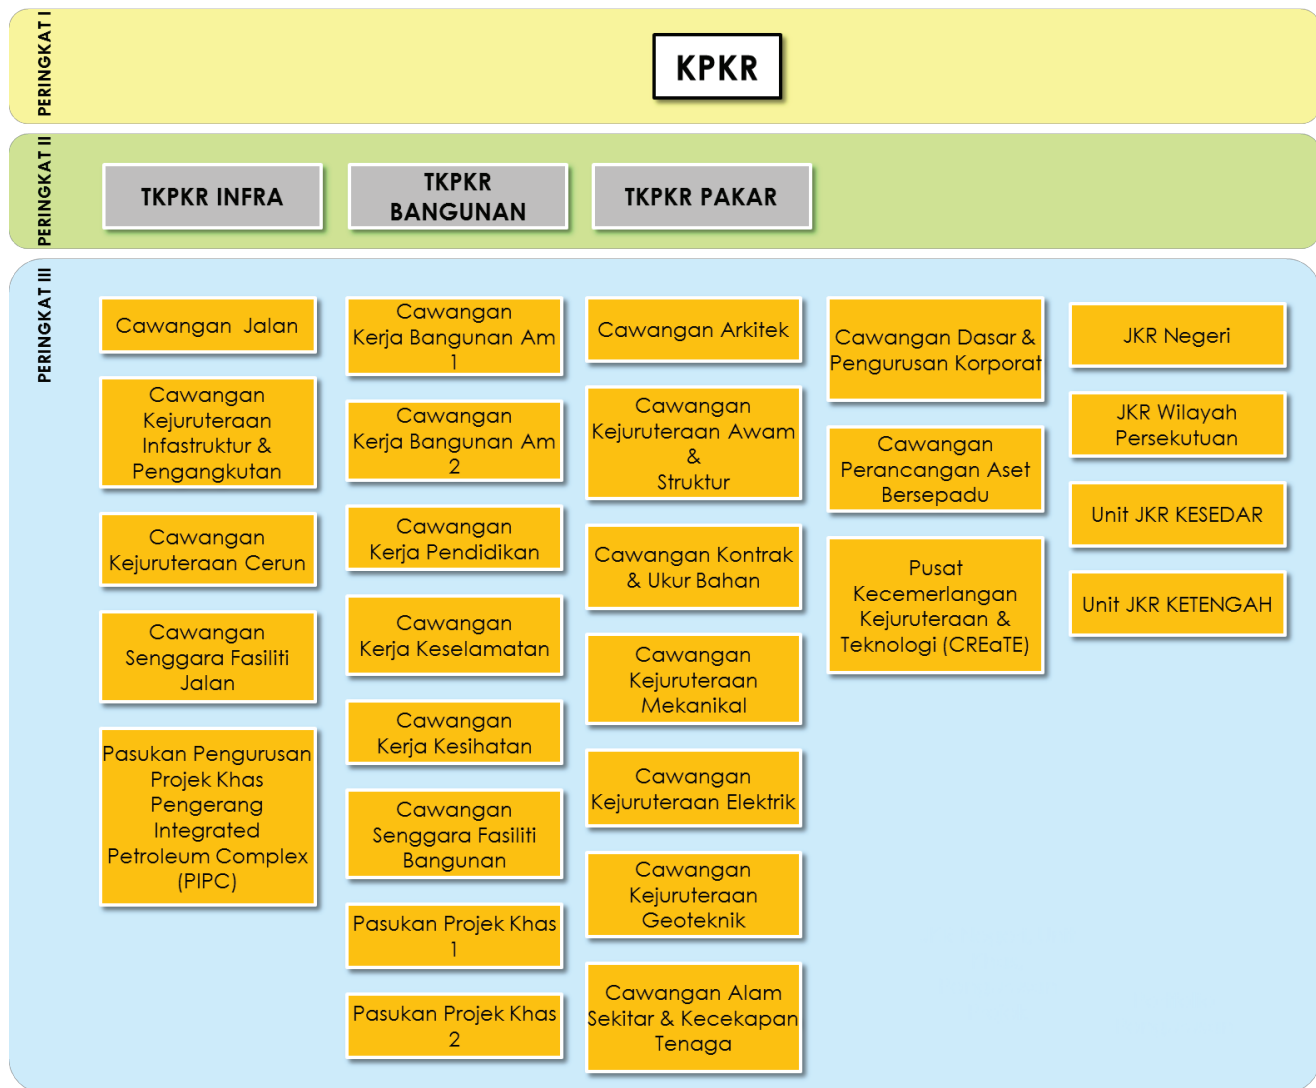 PERINGKAT I
KPKR
PERINGKAT II
TKPKR INFRA
TKPKR
BANGUNAN
TKPKR PAKAR
PERINGKAT III
Cawangan Jalan
Cawangan
Kejuruteraan
Infastruktur &
Pengangkutan
Cawangan
Kejuruteraan Cerun
Cawangan
Senggara Fasiliti
Jalan
Pasukan Pengurusan
Projek Khas
Pengerang
Integrated
Petroleum Complex
(PIPC)
Cawangan
Kerja Bangunan Am
1
Cawangan
Kerja Bangunan Am
2
Cawangan
Kerja Pendidikan
Cawangan
Kerja Keselamatan
Cawangan
Kerja Kesihatan
Cawangan
Senggara Fasiliti
Bangunan
Pasukan Projek Khas
1
Pasukan Projek Khas
2
Cawangan Arkitek
Cawangan
Kejuruteraan Awam
&
Struktur
Cawangan Kontrak
& Ukur Bahan
Cawangan
Kejuruteraan
Mekanikal
Cawangan
Kejuruteraan Elektrik
Cawangan
Kejuruteraan
Geoteknik
Cawangan Alam
Sekitar & Kecekapan
Tenaga
Cawangan Dasar &
Pengurusan Korporat
Cawangan
Perancangan Aset
Bersepadu
Pusat
Kecemerlangan
Kejuruteraan &
Teknologi (CREaTE)
JKR Negeri
JKR Wilayah
Persekutuan
Unit JKR KESEDAR
Unit JKR KETENGAH